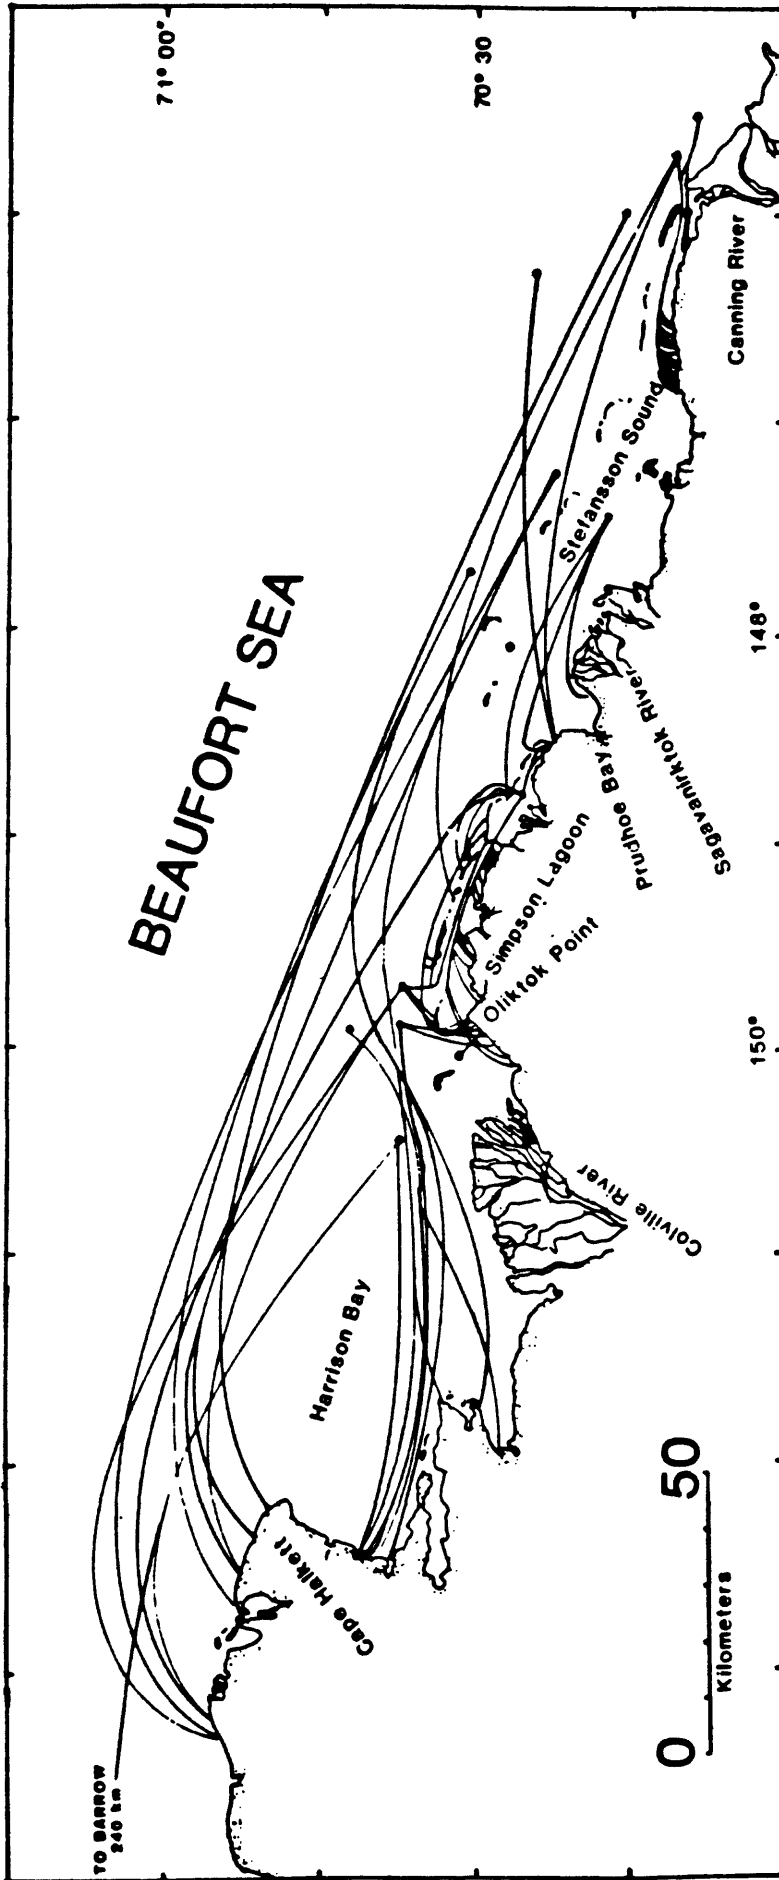 71° 00'
70° 30
BEAUFORT SEA
TO BARROW
240 km
Cape Halkett
Harrison Bay
Colville River
Oliktok Point
Simpson Lagoon
Prudhoe Bay
Sagavanirktok River
Stefansson Sound
Canning River
150°
148°
0
50
Kilometers